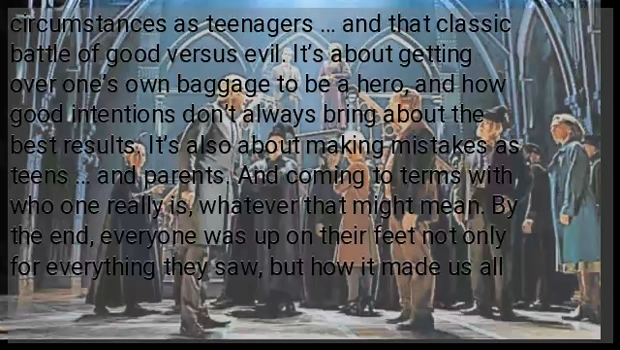 circumstances as teenagers ... and that classic
battle of good versus evil. It’s about getting
over one’s own baggage to be a hero, and how
good intentions don’t always bring about the
best results. It’s also about making mistakes as
teens ... and parents. And coming to terms with
who one really is, whatever that might mean. By
the end, everyone was up on their feet not only
for everything they saw, but how it made us all